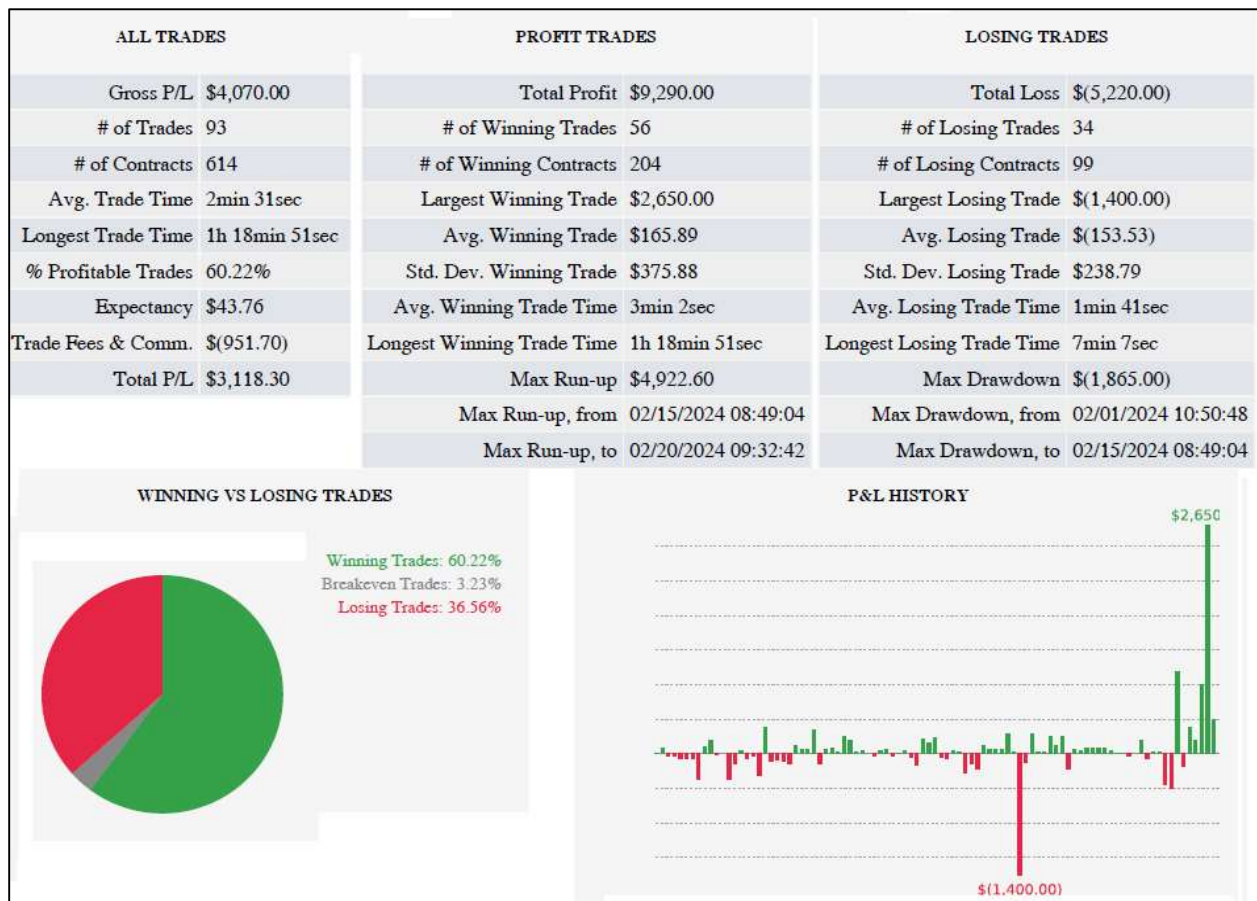 ALL TRADES
Gross P/L $4,070.00
# of Trades 93
# of Contracts 614
Avg. Trade Time 2min 31sec
Longest Trade Time 1h 18min 51sec
% Profitable Trades 60.22%
Expectancy $43.76
Trade Fees & Comm. $(951.70)
Total P/L $3,118.30
PROFIT TRADES
Total Profit $9,290.00
# of Winning Trades 56
# of Winning Contracts 204
Largest Winning Trade $2,650.00
Avg. Winning Trade $165.89
Std. Dev. Winning Trade $375.88
Avg. Winning Trade Time 3min 2sec
Longest Winning Trade Time 1h 18min 51sec
Max Run-up $4,922.60
Max Run-up, from 02/15/2024 08:49:04
Max Run-up, to 02/20/2024 09:32:42
LOSING TRADES
Total Loss $(5,220.00)
# of Losing Trades 34
# of Losing Contracts 99
Largest Losing Trade $(1,400.00)
Avg. Losing Trade $(153.53)
Std. Dev. Losing Trade $238.79
Avg. Losing Trade Time 1min 41sec
Longest Losing Trade Time 7min 7sec
Max Drawdown $(1,865.00)
Max Drawdown, from 02/01/2024 10:50:48
Max Drawdown, to 02/15/2024 08:49:04
WINNING VS LOSING TRADES
Winning Trades: 60.22%
Breakeven Trades: 3.23%
Losing Trades: 36.56%
P&L HISTORY
$2,650
$(1,400.00)